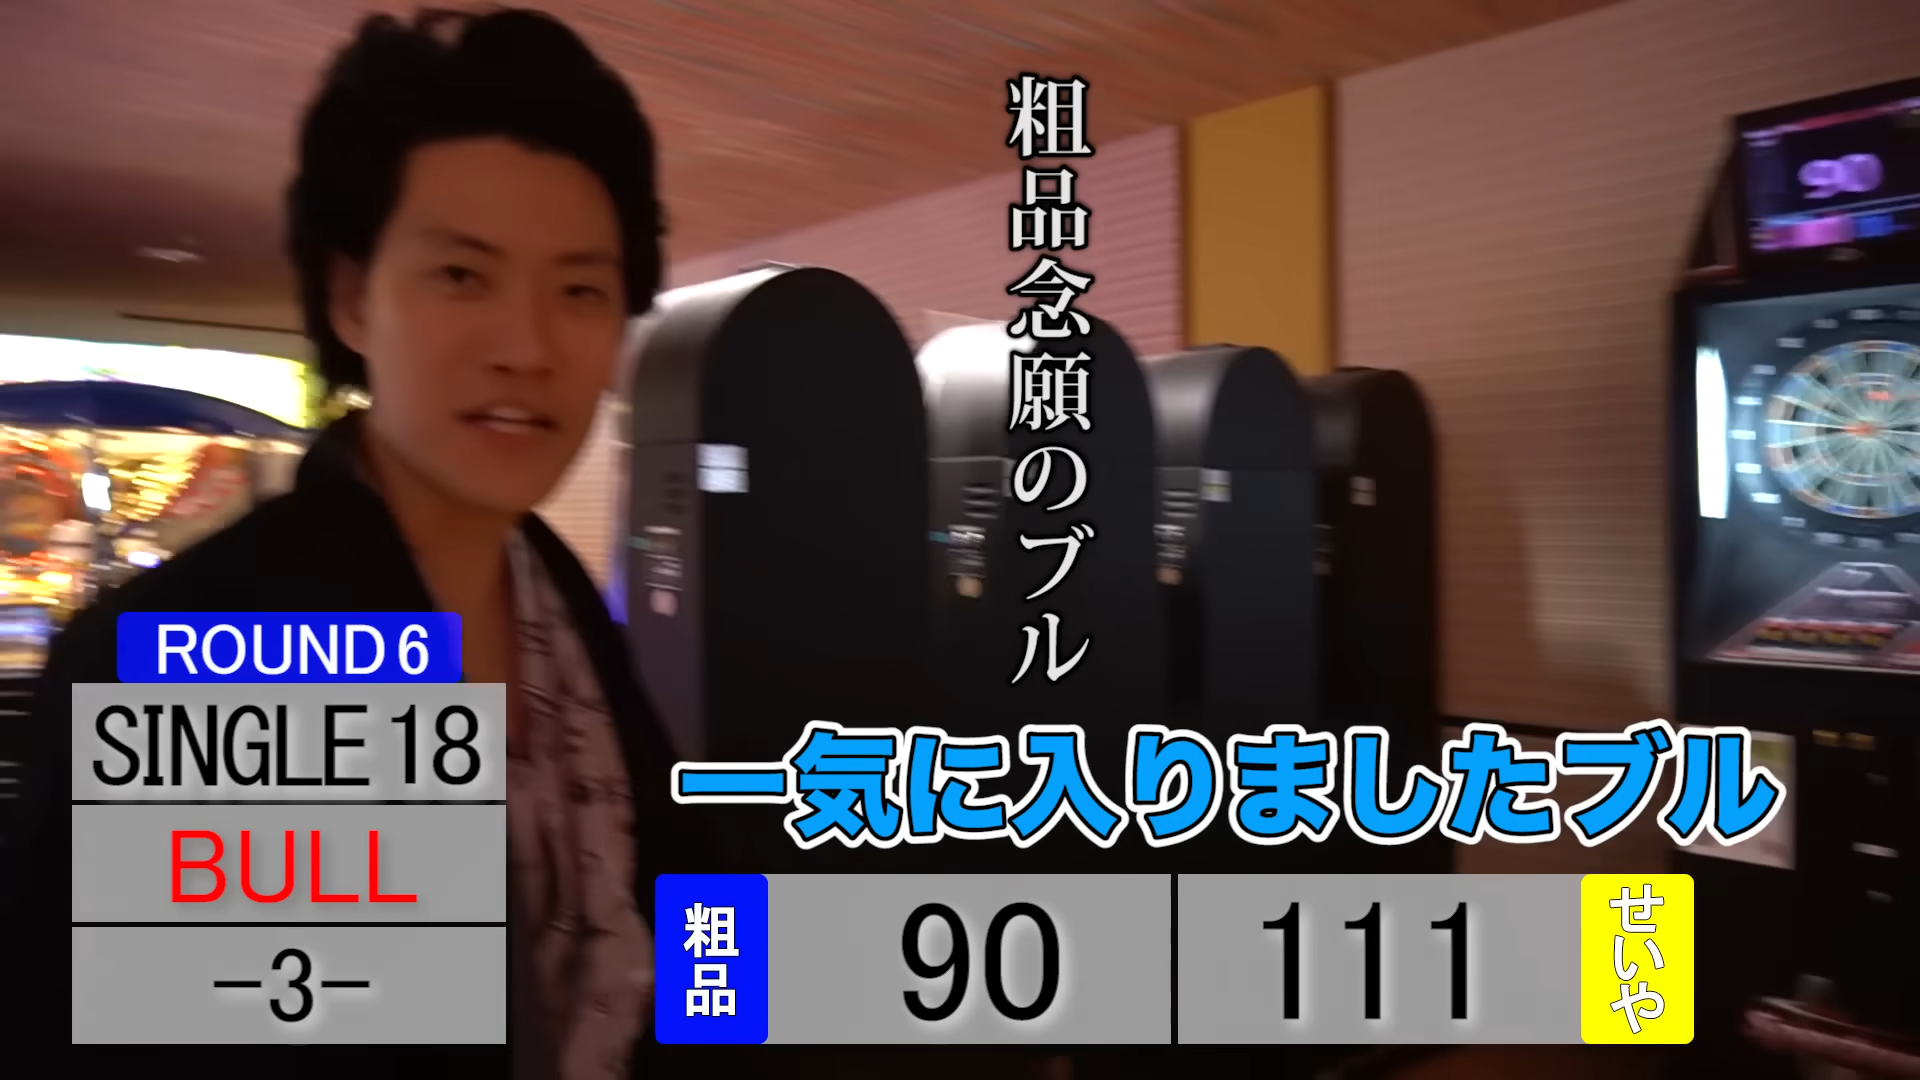 粗品念願のブル
90
ROUND 6
SINGLE 18
BULL
-3-
一気に入りましたブル
粗品
90
111
せいや